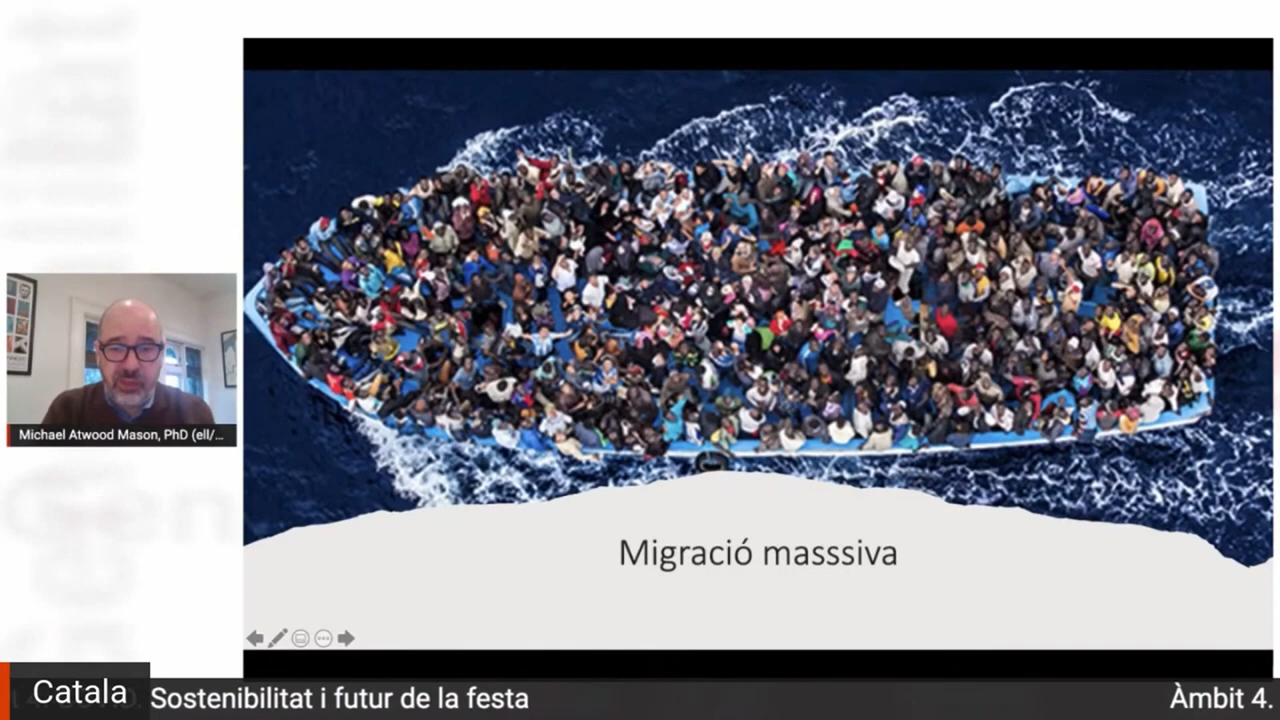 Michael Atwood Mason, PhD (ell/...
Migració masssiva
Catala
Sostenibilitat i futur de la festa
Àmbit 4.